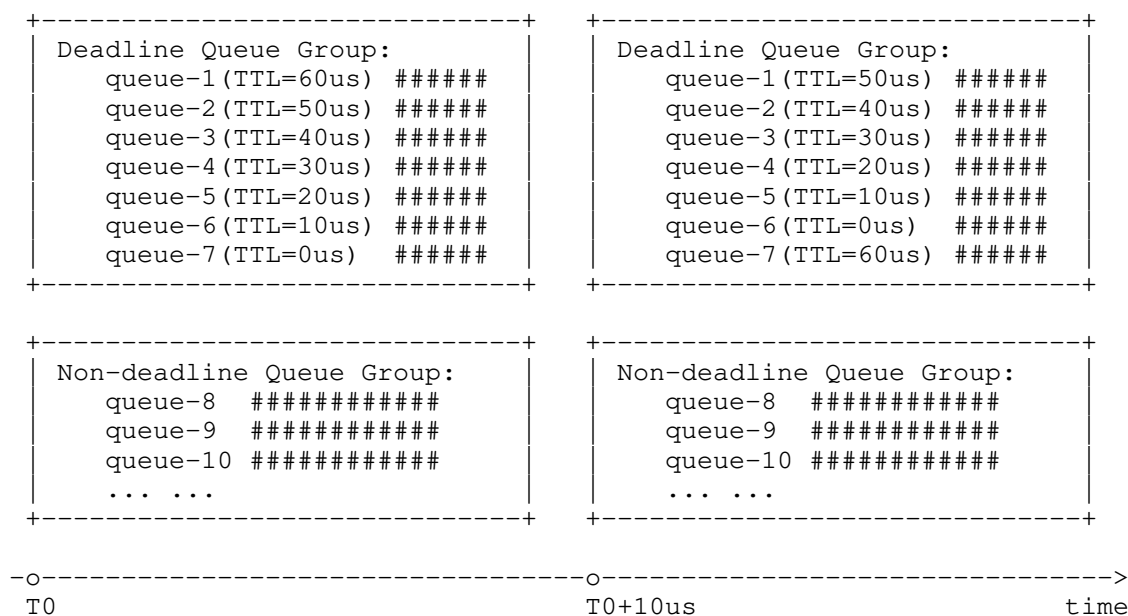 +------------------------------+   +------------------------------+
| Deadline Queue Group:        |   | Deadline Queue Group:        |
|    queue-1(TTL=60us) ######  |   |    queue-1(TTL=50us) ######  |
|    queue-2(TTL=50us) ######  |   |    queue-2(TTL=40us) ######  |
|    queue-3(TTL=40us) ######  |   |    queue-3(TTL=30us) ######  |
|    queue-4(TTL=30us) ######  |   |    queue-4(TTL=20us) ######  |
|    queue-5(TTL=20us) ######  |   |    queue-5(TTL=10us) ######  |
|    queue-6(TTL=10us) ######  |   |    queue-6(TTL=0us)  ######  |
|    queue-7(TTL=0us)  ######  |   |    queue-7(TTL=60us) ######  |
+------------------------------+   +------------------------------+

+------------------------------+   +------------------------------+
| Non-deadline Queue Group:    |   | Non-deadline Queue Group:    |
|    queue-8  ############     |   |    queue-8  ############     |
|    queue-9  ############     |   |    queue-9  ############     |
|    queue-10 ############     |   |    queue-10 ############     |
|    ... ...                   |   |    ... ...                   |
+------------------------------+   +------------------------------+

-o----------------------------------o-------------------------------->
 T0                                 T0+10us                       time